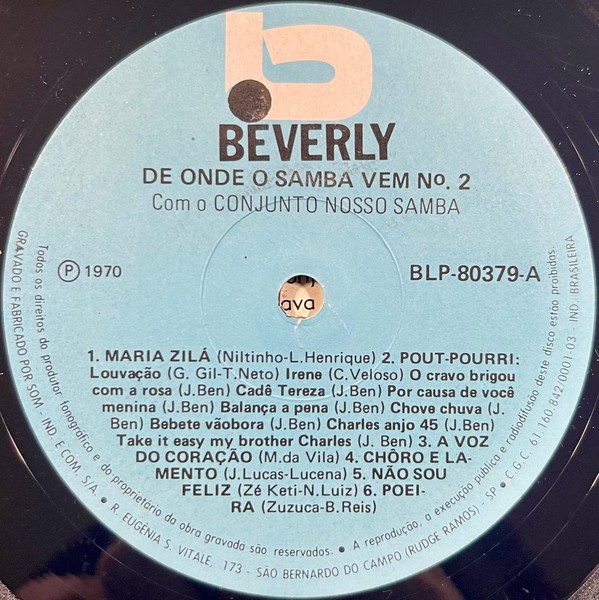 b
BEVERLY
DE ONDE O SAMBA VEM Nº. 2
Com o CONJUNTO NOSSO SAMBA
Ⓟ 1970
BLP-80379-A
ava
1. MARIA ZILÁ (Niltinho-L.Henrique) 2. POUT-POURRI:
Louvação (G. Gil-T.Neto) Irene (C.Veloso) O cravo brigou
com a rosa (J.Ben) Cadê Tereza (J.Ben) Por causa de você
menina (J.Ben) Balança a pena (J.Ben) Chove chuva (J.
Ben) Bebete vãobora (J.Ben) Charles anjo 45 (J.Ben)
Take it easy my brother Charles (J. Ben) 3. A VOZ
DO CORAÇÃO (M.da Vila) 4. CHÔRO E LA-
MENTO (J.Lucas-Lucena) 5. NÃO SOU
FELIZ (Zé Keti-N.Luiz) 6. POEI-
RA (Zuzuca-B.Reis)
Todos os direitos do produtor fonográfico e do proprietário da obra gravada são reservados. • A reprodução, a execução pública e radiodifusão deste disco estão proibidas
GRAVADO E FABRICADO POR SOM - IND. E COM. S/A. • R. EUGÊNIA S. VITALE, 173 - SÃO BERNARDO DO CAMPO (RUDGE RAMOS) - SP • C.G.C. 61.160.842/0001-03 - IND. BRASILEIRA